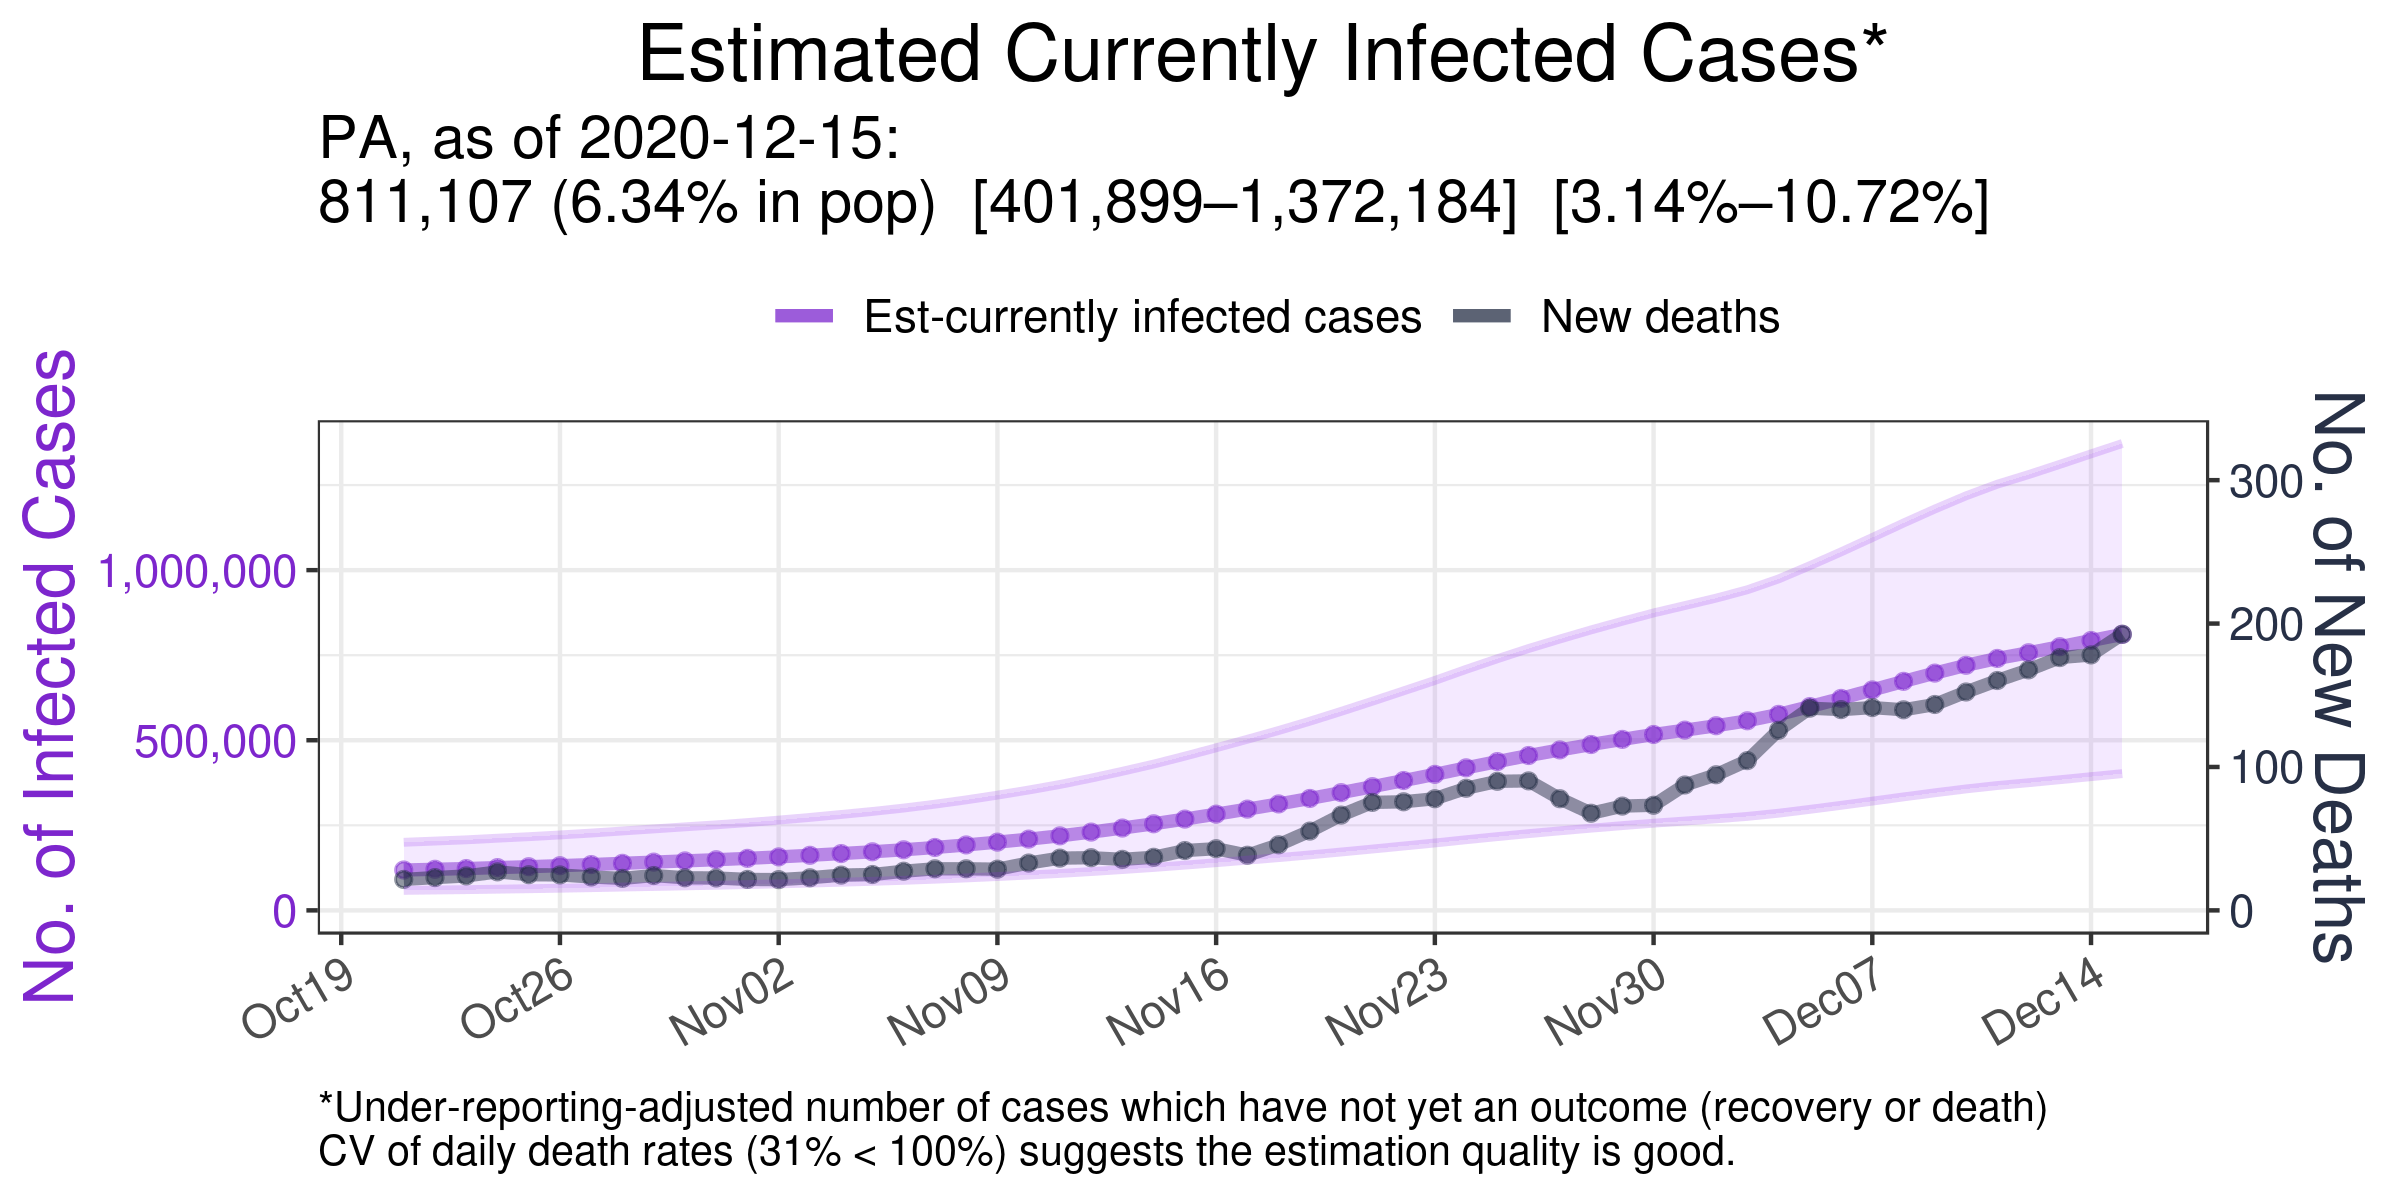 Estimated Currently Infected Cases*
PA, as of 2020-12-15:
811,107 (6.34% in pop)  [401,899–1,372,184]  [3.14%–10.72%]
Est-currently infected cases
New deaths
No. of Infected Cases
1,000,000
500,000
0
300
200
100
0
No. of New Deaths
Oct19
Oct26
Nov02
Nov09
Nov16
Nov23
Nov30
Dec07
Dec14
*Under-reporting-adjusted number of cases which have not yet an outcome (recovery or death)
CV of daily death rates (31% < 100%) suggests the estimation quality is good.